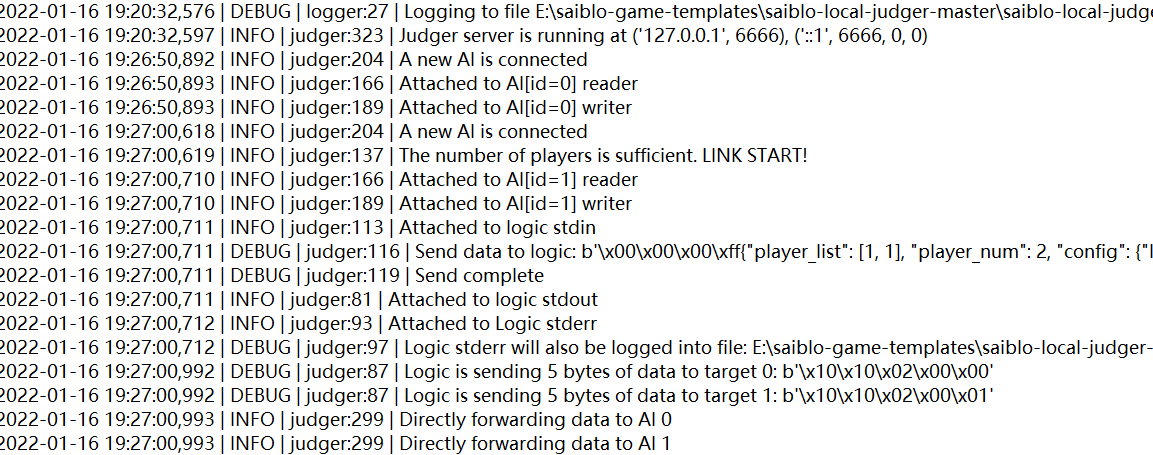 2022-01-16 19:20:32,576 | DEBUG | logger:27 | Logging to file E:\saiblo-game-templates\saiblo-local-judger-master\saiblo-local-judge
2022-01-16 19:20:32,597 | INFO | judger:323 | Judger server is running at ('127.0.0.1', 6666), ('::1', 6666, 0, 0)
2022-01-16 19:26:50,892 | INFO | judger:204 | A new AI is connected
2022-01-16 19:26:50,893 | INFO | judger:166 | Attached to AI[id=0] reader
2022-01-16 19:26:50,893 | INFO | judger:189 | Attached to AI[id=0] writer
2022-01-16 19:27:00,618 | INFO | judger:204 | A new AI is connected
2022-01-16 19:27:00,619 | INFO | judger:137 | The number of players is sufficient. LINK START!
2022-01-16 19:27:00,710 | INFO | judger:166 | Attached to AI[id=1] reader
2022-01-16 19:27:00,710 | INFO | judger:189 | Attached to AI[id=1] writer
2022-01-16 19:27:00,711 | INFO | judger:113 | Attached to logic stdin
2022-01-16 19:27:00,711 | DEBUG | judger:116 | Send data to logic: b'\x00\x00\x00\xff{"player_list": [1, 1], "player_num": 2, "config": {"
2022-01-16 19:27:00,711 | DEBUG | judger:119 | Send complete
2022-01-16 19:27:00,711 | INFO | judger:81 | Attached to logic stdout
2022-01-16 19:27:00,712 | INFO | judger:93 | Attached to Logic stderr
2022-01-16 19:27:00,712 | DEBUG | judger:97 | Logic stderr will also be logged into file: E:\saiblo-game-templates\saiblo-local-judger-
2022-01-16 19:27:00,992 | DEBUG | judger:87 | Logic is sending 5 bytes of data to target 0: b'\x10\x10\x02\x00\x00'
2022-01-16 19:27:00,992 | DEBUG | judger:87 | Logic is sending 5 bytes of data to target 1: b'\x10\x10\x02\x00\x01'
2022-01-16 19:27:00,993 | INFO | judger:299 | Directly forwarding data to AI 0
2022-01-16 19:27:00,993 | INFO | judger:299 | Directly forwarding data to AI 1